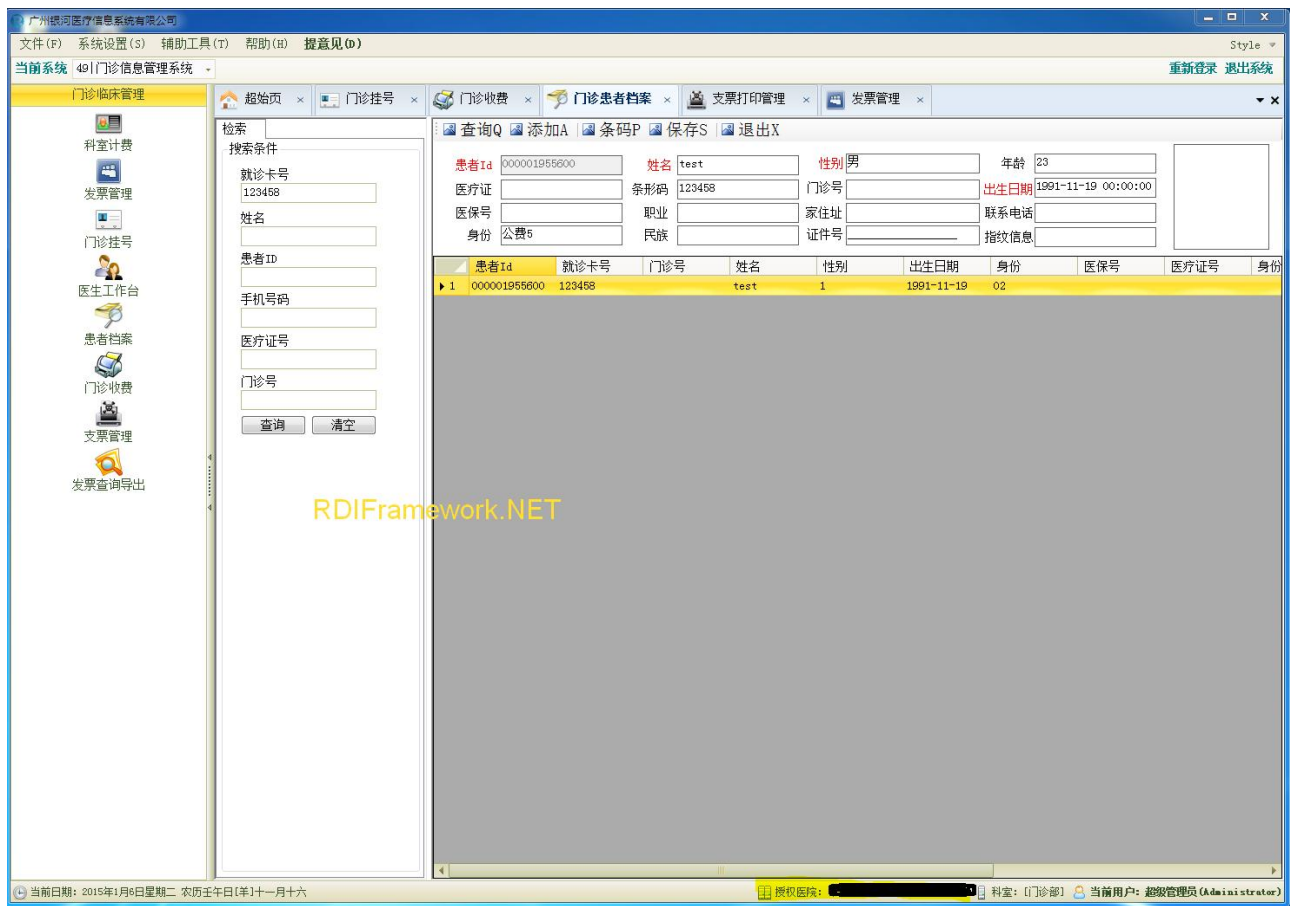 广州银河医疗信息系统有限公司
文件(F) 系统设置(S) 辅助工具(T) 帮助(H) 提意见(D) Style
当前系统 49|门诊信息管理系统 重新登录 退出系统
门诊临床管理
科室计费
发票管理
门诊挂号
医生工作台
患者档案
门诊收费
支票管理
发票查询导出
超始页 门诊挂号 门诊收费 门诊患者档案 支票打印管理 发票管理
检索
搜索条件
就诊卡号
123458
姓名
患者ID
手机号码
医疗证号
门诊号
查询 清空
查询Q 添加A 条码P 保存S 退出X
患者Id 000001955600 姓名 test 性别 男 年龄 23
医疗证 条形码 123458 门诊号 出生日期 1991-11-19 00:00:00
医保号 职业 家住址 联系电话
身份 公费5 民族 证件号 指纹信息
患者Id 就诊卡号 门诊号 姓名 性别 出生日期 身份 医保号 医疗证号 身份
1 000001955600 123458 test 1 1991-11-19 02
RDIFramework.NET
当前日期: 2015年1月6日星期二 农历壬午日[羊]十一月十六 授权医院: 科室: [门诊部] 当前用户: 超级管理员(Administrator)